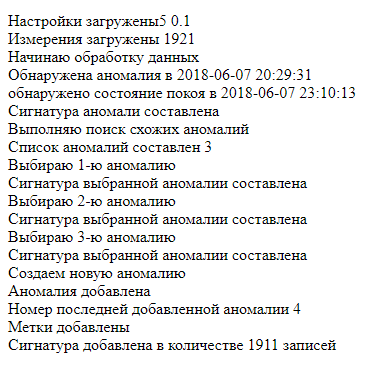 Настройки загружены5 0.1
Измерения загружены 1921
Начинаю обработку данных
Обнаружена аномалия в 2018-06-07 20:29:31
обнаружено состояние покоя в 2018-06-07 23:10:13
Сигнатура аномали составлена
Выполняю поиск схожих аномалий
Список аномалий составлен 3
Выбираю 1-ю аномалию
Сигнатура выбранной аномалии составлена
Выбираю 2-ю аномалию
Сигнатура выбранной аномалии составлена
Выбираю 3-ю аномалию
Сигнатура выбранной аномалии составлена
Создаем новую аномалию
Аномалия добавлена
Номер последней добавленной аномалии 4
Метки добавлены
Сигнатура добавлена в количестве 1911 записей